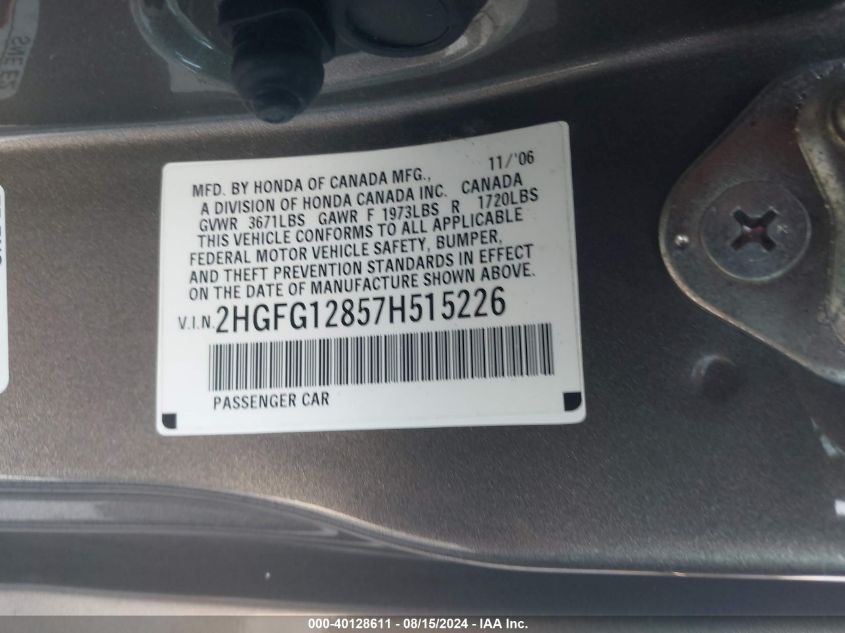 11/'06
MFD. BY HONDA OF CANADA MFG.,
A DIVISION OF HONDA CANADA INC. CANADA
GVWR 3671LBS GAWR F 1973LBS R 1720LBS
THIS VEHICLE CONFORMS TO ALL APPLICABLE
FEDERAL MOTOR VEHICLE SAFETY, BUMPER,
AND THEFT PREVENTION STANDARDS IN EFFECT
ON THE DATE OF MANUFACTURE SHOWN ABOVE.
V.I.N. 2HGFG12857H515226
PASSENGER CAR
000-40128611 - 08/15/2024 - IAA Inc.